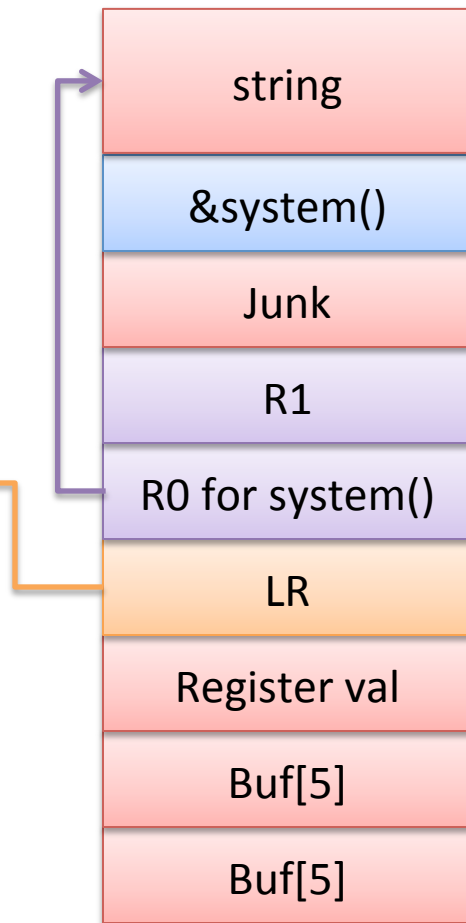 string
&system()
Junk
R1
R0 for system()
LR
Register val
Buf[5]
Buf[5]